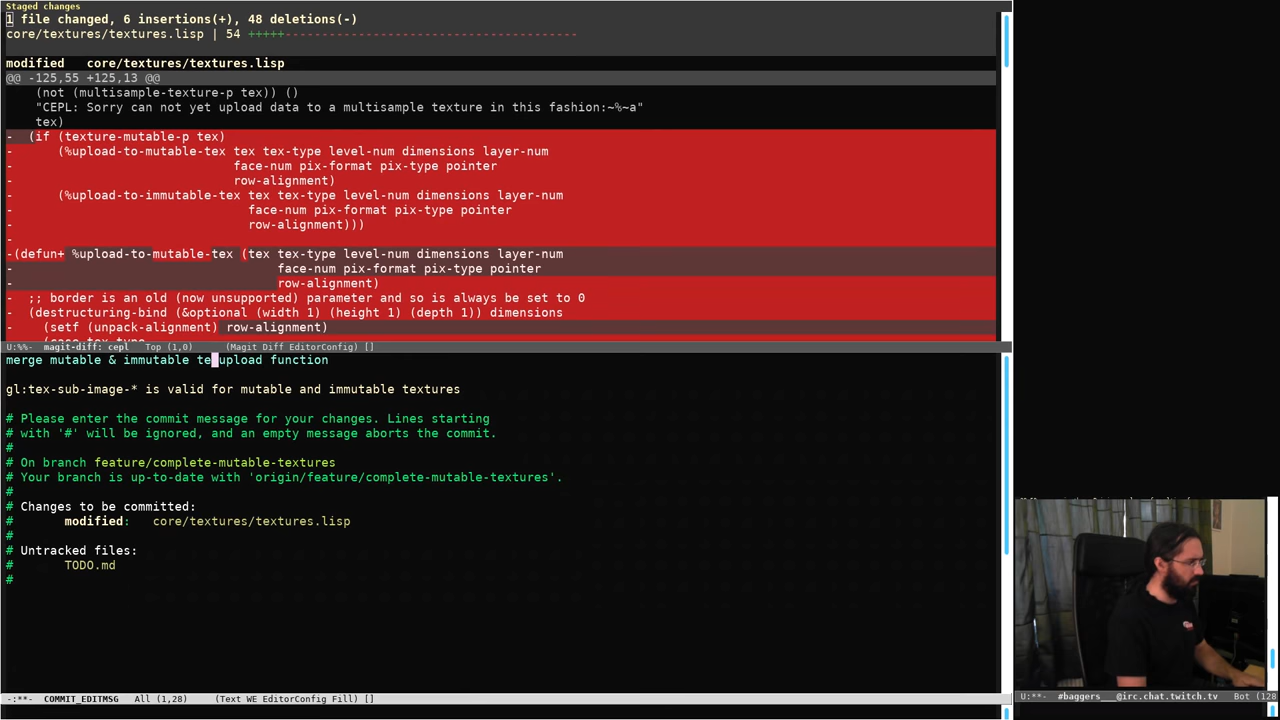 Staged changes
1 file changed, 6 insertions(+), 48 deletions(-)
core/textures/textures.lisp | 54 +++++---------------------------------------
modified   core/textures/textures.lisp
@@ -125,55 +125,13 @@
(not (multisample-texture-p tex)) ()
"CEPL: Sorry can not yet upload data to a multisample texture in this fashion:~%~a"
tex)
-  (if (texture-mutable-p tex)
-      (%upload-to-mutable-tex tex tex-type level-num dimensions layer-num
-                              face-num pix-format pix-type pointer
-                              row-alignment)
-      (%upload-to-immutable-tex tex tex-type level-num dimensions layer-num
-                                face-num pix-format pix-type pointer
-                                row-alignment)))
-
-(defun+ %upload-to-mutable-tex (tex tex-type level-num dimensions layer-num
-                                    face-num pix-format pix-type pointer
-                                    row-alignment)
-  ;; border is an old (now unsupported) parameter and so is always be set to 0
-  (destructuring-bind (&optional (width 1) (height 1) (depth 1)) dimensions
-    (setf (unpack-alignment) row-alignment)
U:%%-  magit-diff: cepl   Top (1,0)      (Magit Diff EditorConfig) []
merge mutable & immutable te upload function
gl:tex-sub-image-* is valid for mutable and immutable textures
# Please enter the commit message for your changes. Lines starting
# with '#' will be ignored, and an empty message aborts the commit.
#
# On branch feature/complete-mutable-textures
# Your branch is up-to-date with 'origin/feature/complete-mutable-textures'.
#
# Changes to be committed:
#       modified:   core/textures/textures.lisp
#
# Untracked files:
#       TODO.md
#
-:**-  COMMIT_EDITMSG   All (1,28)     (Text WE EditorConfig Fill) []
U:**-  #baggers___@irc.chat.twitch.tv   Bot (128